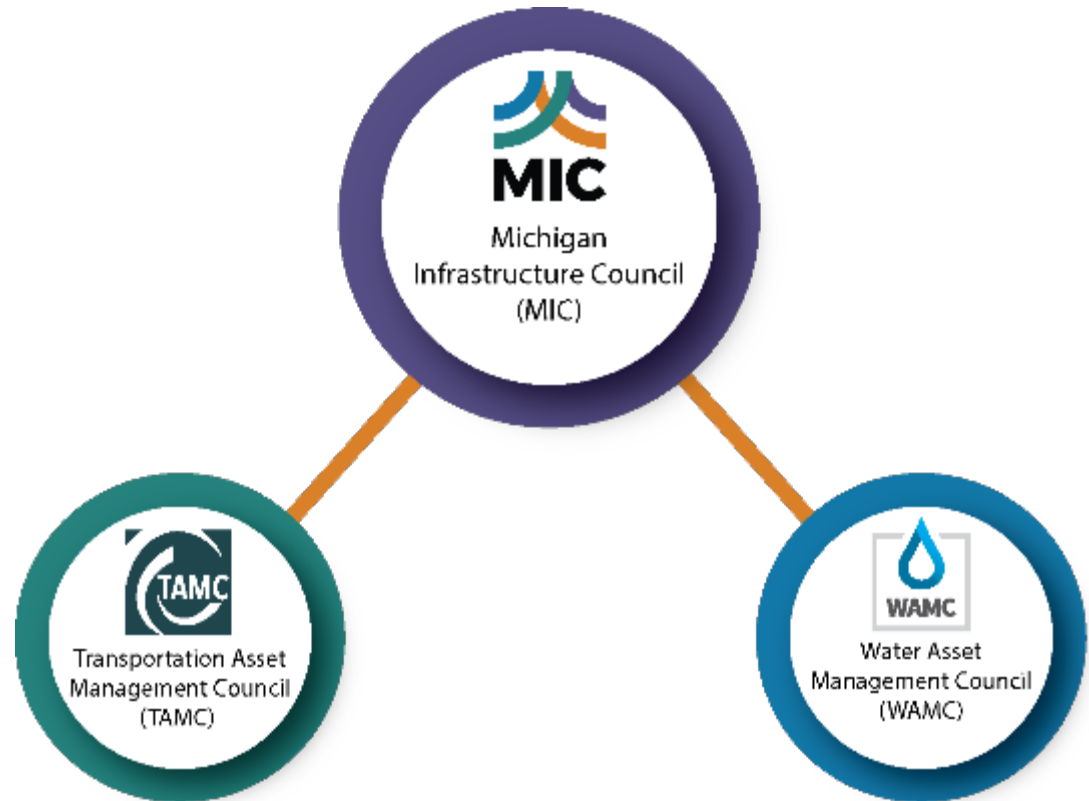 MIC
Michigan
Infrastructure Council
(MIC)
TAMC
Transportation Asset
Management Council
(TAMC)
WAMC
Water Asset
Management Council
(WAMC)